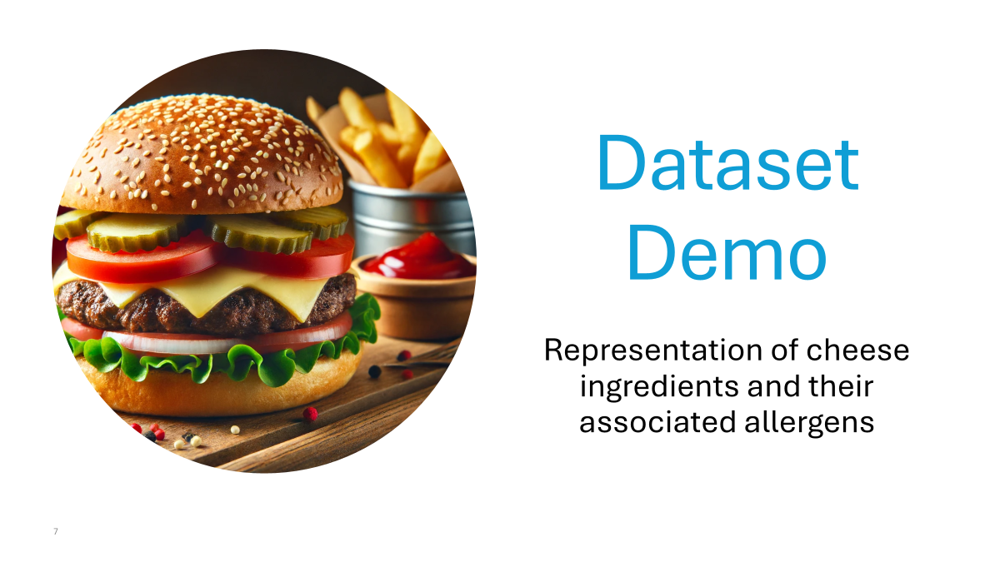 Dataset
Demo
Representation of cheese
ingredients and their
associated allergens
7